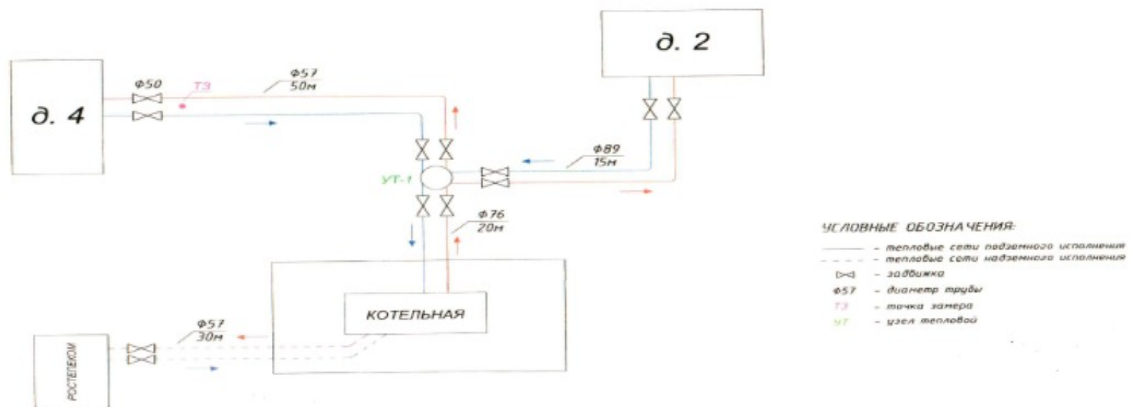 д. 2
Ф50
ТЭ
Ф57
50м
д. 4
Ф89
15м
УТ-1
Ф76
20м
КОТЕЛЬНАЯ
Ф57
30м
РОСТЕЛЕКОМ
УСЛОВНЫЕ ОБОЗНАЧЕНИЯ:
- тепловые сети подземного исполнения
- тепловые сети надземного исполнения
- задвижка
Ф57 - диаметр трубы
ТЗ - точка замера
УТ - узел тепловой